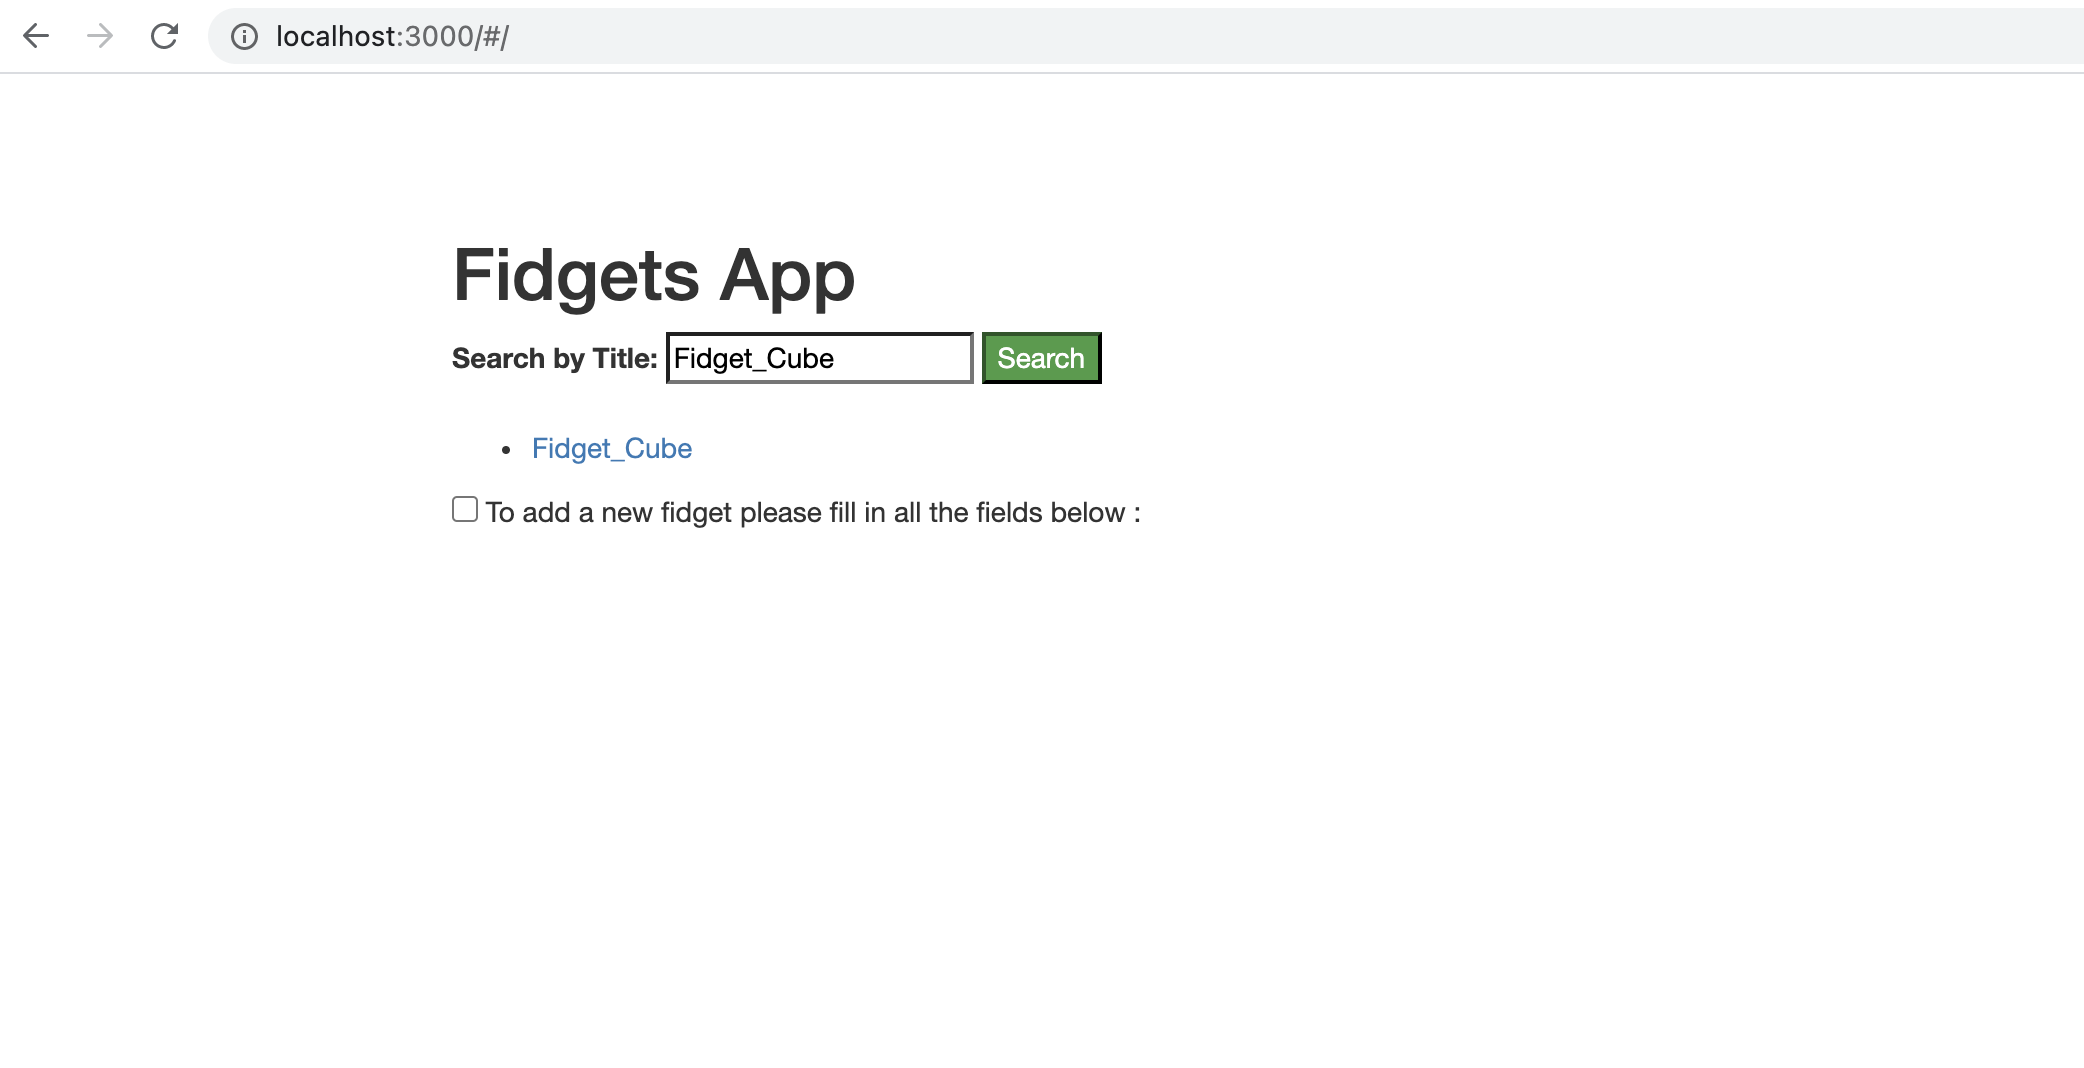 localhost:3000/#/
Fidgets App
Search by Title: Fidget_Cube Search
• Fidget_Cube
To add a new fidget please fill in all the fields below :